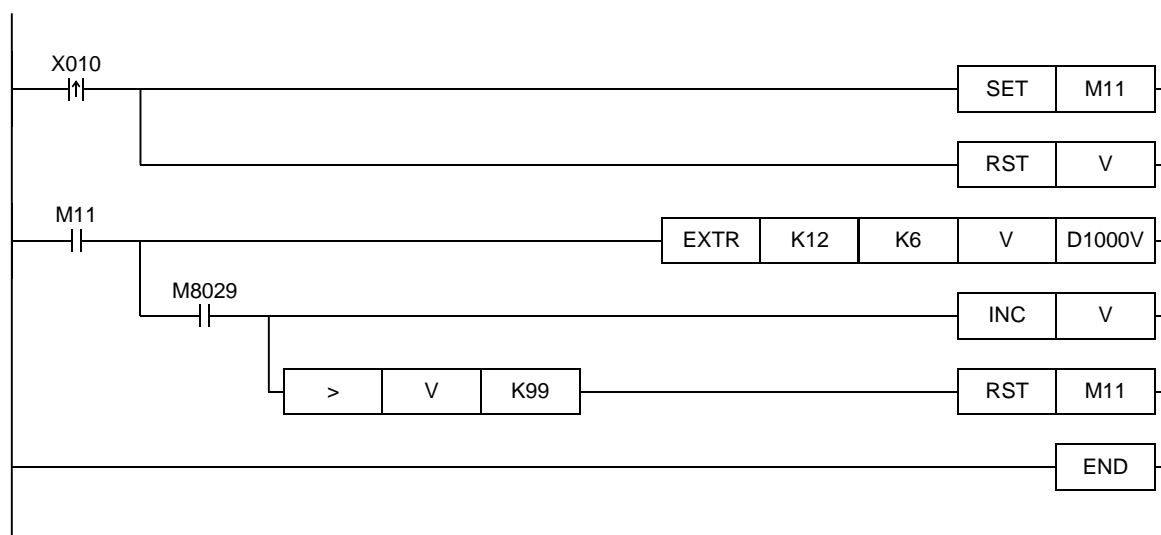 X010
SET M11
RST V
M11
EXTR K12 K6 V D1000V
M8029
INC V
> V K99 RST M11
END